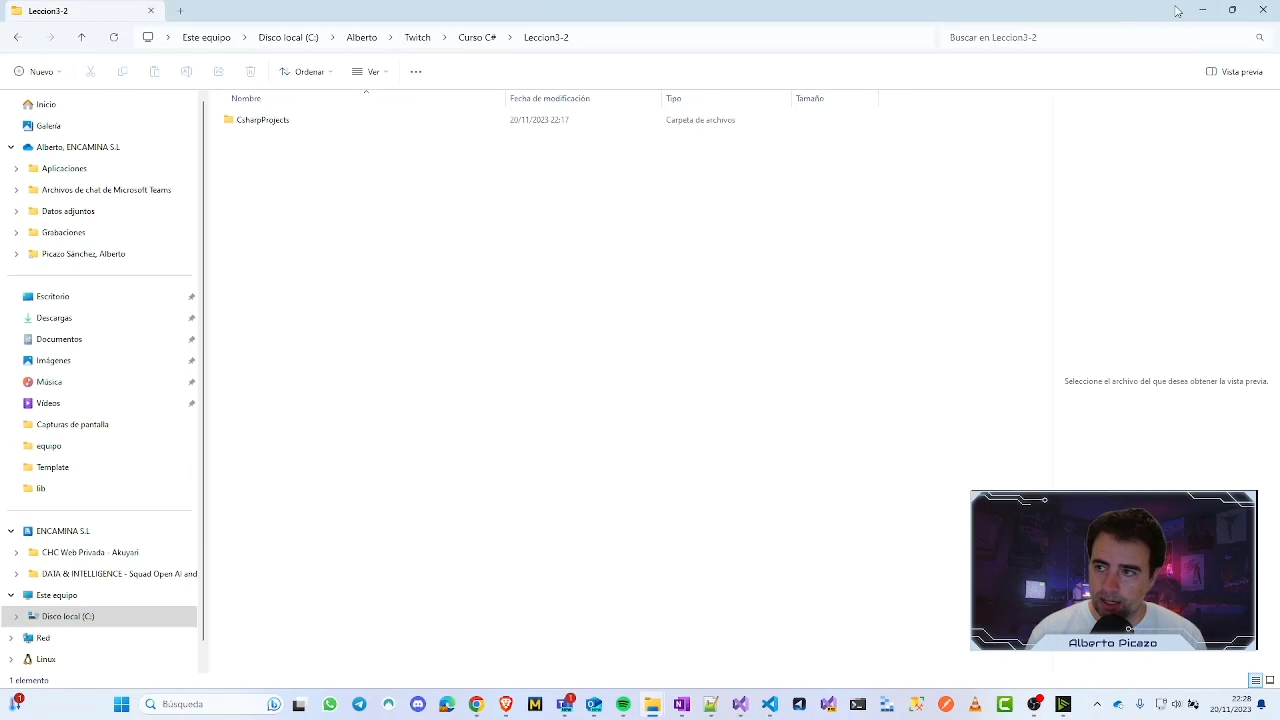 Leccion3-2
Este equipo
Disco local (C:)
Alberto
Twitch
Curso C#
Leccion3-2
Buscar en Leccion3-2
Nuevo
Ordenar
Ver
Vista previa
Nombre
Fecha de modificación
Tipo
Tamaño
CsharpProjects
20/11/2023 22:17
Carpeta de archivos
Inicio
Galería
Alberto, ENCAMINA S.L
Aplicaciones
Archivos de chat de Microsoft Teams
Datos adjuntos
Grabaciones
Picazo Sánchez, Alberto
Escritorio
Descargas
Documentos
Imágenes
Música
Vídeos
Capturas de pantalla
equipo
Template
lib
ENCAMINA S.L
CHC Web Privada - Akuyari
DATA & INTELLIGENCE - Squad Open AI and
Este equipo
Disco local (C:)
Red
Linux
Seleccione el archivo del que desea obtener la vista previa.
Alberto Picazo
1 elemento
Búsqueda
22:28
20/11/2023